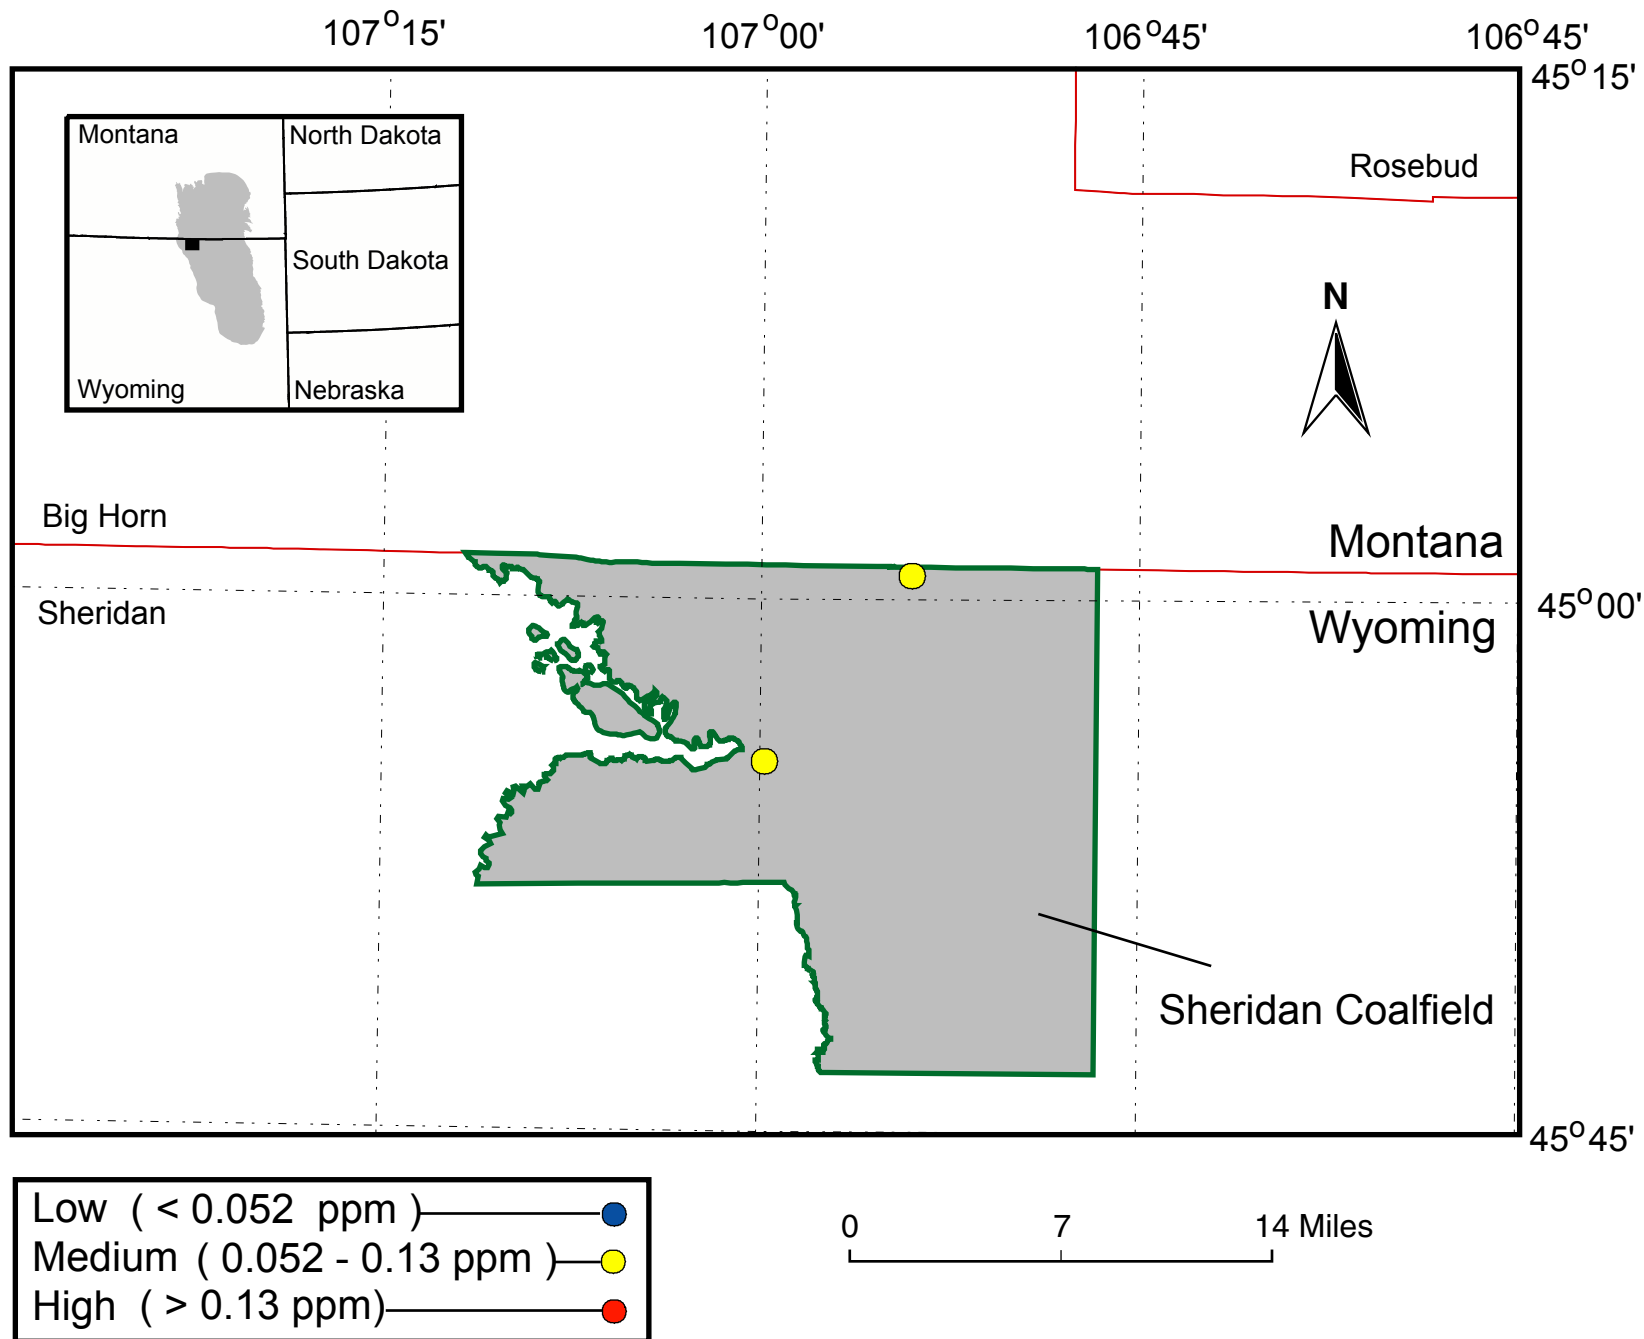 107°15' 107°00' 106°45' 106°45'
45°15'
Montana North Dakota
Rosebud
South Dakota
N
Wyoming Nebraska
Big Horn
Montana
Sheridan
45°00'
Wyoming
Sheridan Coalfield
45°45'
Low ( < 0.052 ppm )
Medium ( 0.052 - 0.13 ppm )
High ( > 0.13 ppm)
0 7 14 Miles